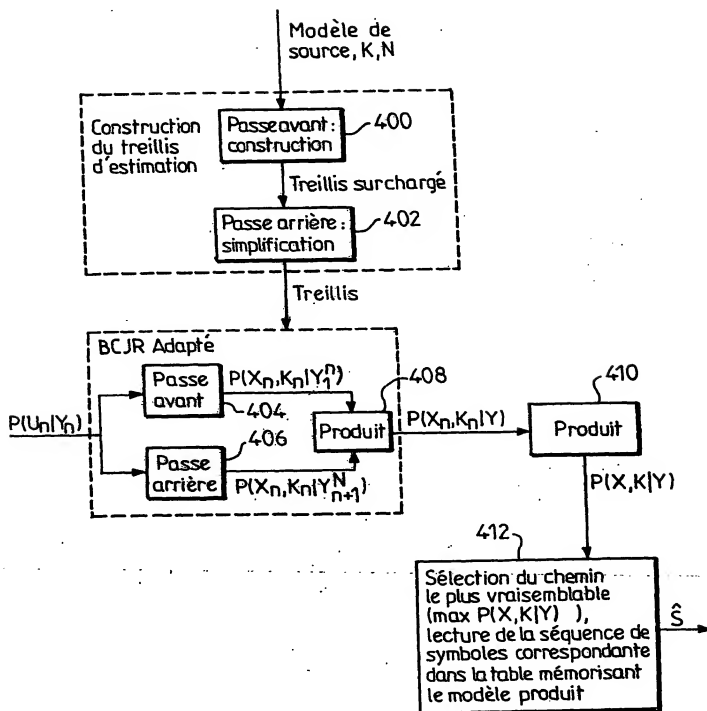 Modèle de
source, K,N
Construction
du treillis
d'estimation
Passe avant :
construction
400
Treillis surchargé
Passe arrière :
simplification
402
Treillis
BCJR Adapté
P(Un|Yn)
Passe
avant
404
P(Xn,Kn|Y1^n)
Passe
arrière
406
P(Xn,Kn|Y_{n+1}^N)
Produit
408
P(Xn,Kn|Y)
Produit
410
P(X,K|Y)
412
Sélection du chemin
le plus vraisemblable
(max P(X,K|Y) ),
lecture de la séquence de
symboles correspondante
dans la table mémorisant
le modèle produit
Ŝ